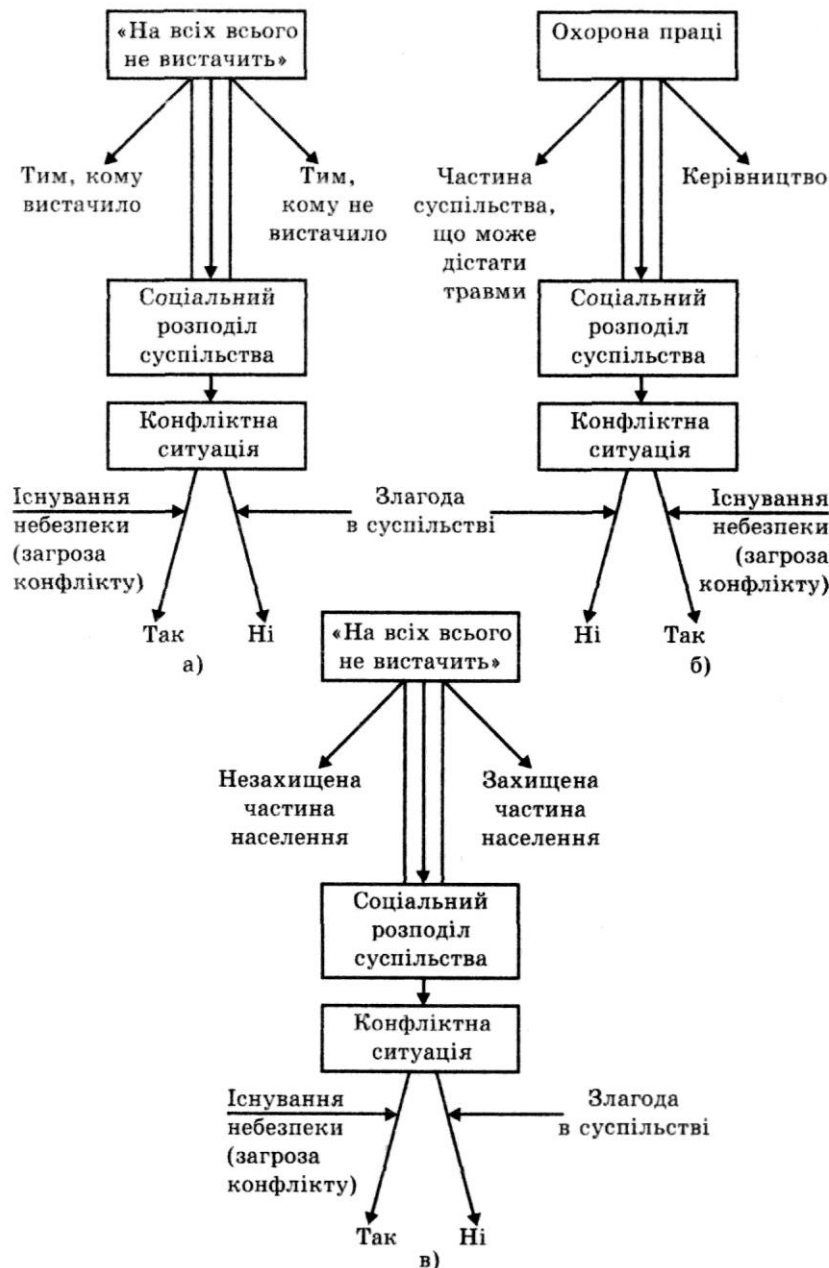 «На всіх всього
не вистачить»
Тим, кому
вистачило
Тим,
кому не
вистачило
Соціальний
розподіл
суспільства
Конфліктна
ситуація
Існування
небезпеки
(загроза
конфлікту)
Так
Ні
а)
Злагода
в суспільстві
Охорона праці
Частина
суспільства,
що може
дістати
травми
Керівництво
Соціальний
розподіл
суспільства
Конфліктна
ситуація
Існування
небезпеки
(загроза
конфлікту)
Ні
Так
б)
«На всіх всього
не вистачить»
Незахищена
частина
населення
Захищена
частина
населення
Соціальний
розподіл
суспільства
Конфліктна
ситуація
Існування
небезпеки
(загроза
конфлікту)
Злагода
в суспільстві
Так
Ні
в)